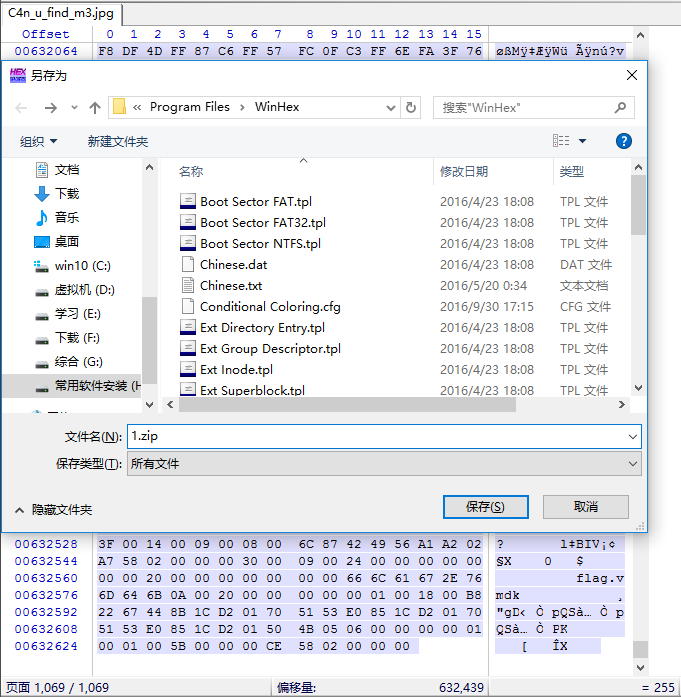 C4n_u_find_m3.jpg
Offset 0 1 2 3 4 5 6 7 8 9 10 11 12 13 14 15
00632064 F8 DF 4D FF 87 C6 FF 57 FC 0F C3 FF 6E FA 3F 76 øßMÿ‡ÆÿWü Ãÿnú?v
另存为
« Program Files › WinHex
搜索"WinHex"
组织 新建文件夹
名称 修改日期 类型
文档
下载
音乐
桌面
win10 (C:)
虚拟机 (D:)
学习 (E:)
下载 (F:)
综合 (G:)
常用软件安装 (H
Boot Sector FAT.tpl 2016/4/23 18:08 TPL 文件
Boot Sector FAT32.tpl 2016/4/23 18:08 TPL 文件
Boot Sector NTFS.tpl 2016/4/23 18:08 TPL 文件
Chinese.dat 2016/4/23 18:08 DAT 文件
Chinese.txt 2016/5/20 0:34 文本文档
Conditional Coloring.cfg 2016/9/30 17:15 CFG 文件
Ext Directory Entry.tpl 2016/4/23 18:08 TPL 文件
Ext Group Descriptor.tpl 2016/4/23 18:08 TPL 文件
Ext Inode.tpl 2016/4/23 18:08 TPL 文件
Ext Superblock.tpl 2016/4/23 18:08 TPL 文件
文件名(N): 1.zip
保存类型(T): 所有文件
隐藏文件夹 保存(S) 取消
00632528 3F 00 14 00 09 00 08 00 6C 87 42 49 56 A1 A2 02 ? l‡BIV¡¢
00632544 A7 58 02 00 00 00 30 00 09 00 24 00 00 00 00 00 §X 0 $
00632560 00 00 20 00 00 00 00 00 00 00 66 6C 61 67 2E 76 flag.v
00632576 6D 64 6B 0A 00 20 00 00 00 00 00 01 00 18 00 B8 mdk ¸
00632592 22 67 44 8B 1C D2 01 70 51 53 E0 85 1C D2 01 70 "gD‹ Ò pQSà… Ò p
00632608 51 53 E0 85 1C D2 01 50 4B 05 06 00 00 00 00 01 QSà… Ò PK
00632624 00 01 00 5B 00 00 00 CE 58 02 00 00 00 [ ÎX
页面 1,069 / 1,069 偏移量: 632,439 = 255